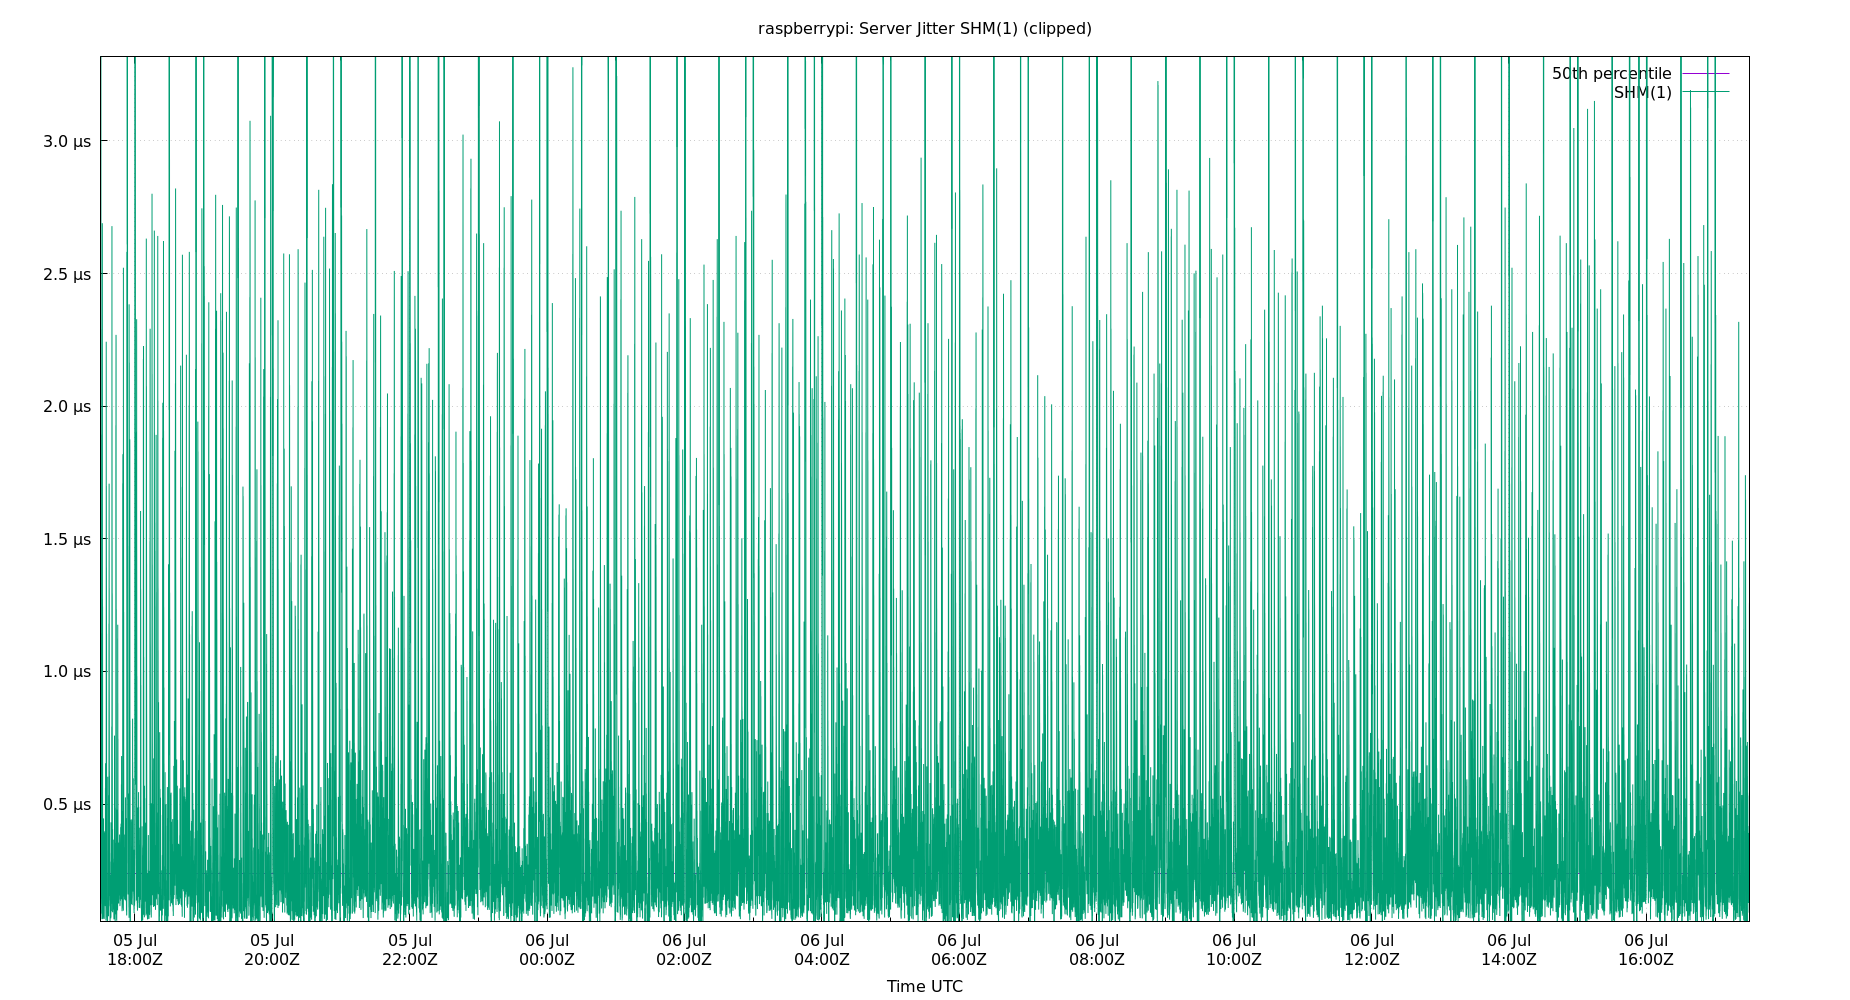 raspberrypi: Server Jitter SHM(1) (clipped)
50th percentile
SHM(1)
3.0 µs
2.5 µs
2.0 µs
1.5 µs
1.0 µs
0.5 µs
05 Jul 05 Jul 05 Jul 06 Jul 06 Jul 06 Jul 06 Jul 06 Jul 06 Jul 06 Jul 06 Jul 06 Jul
18:00Z 20:00Z 22:00Z 00:00Z 02:00Z 04:00Z 06:00Z 08:00Z 10:00Z 12:00Z 14:00Z 16:00Z
Time UTC